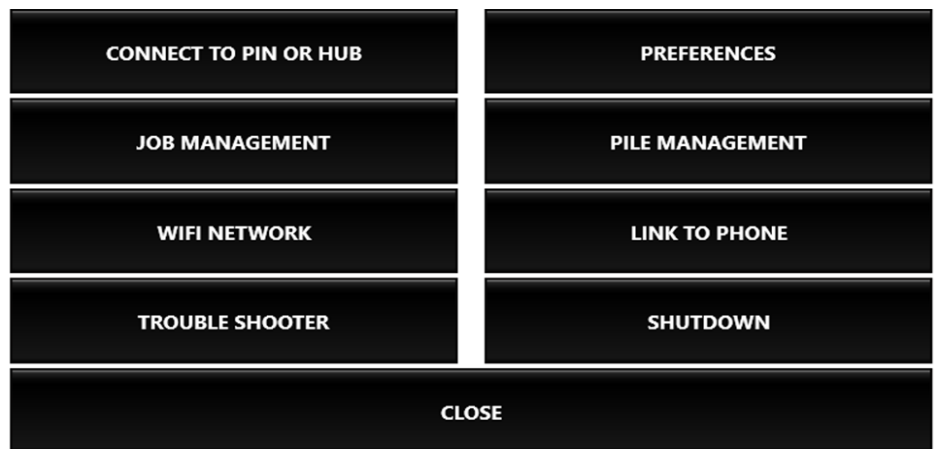 CONNECT TO PIN OR HUB
PREFERENCES
JOB MANAGEMENT
PILE MANAGEMENT
WIFI NETWORK
LINK TO PHONE
TROUBLE SHOOTER
SHUTDOWN
CLOSE